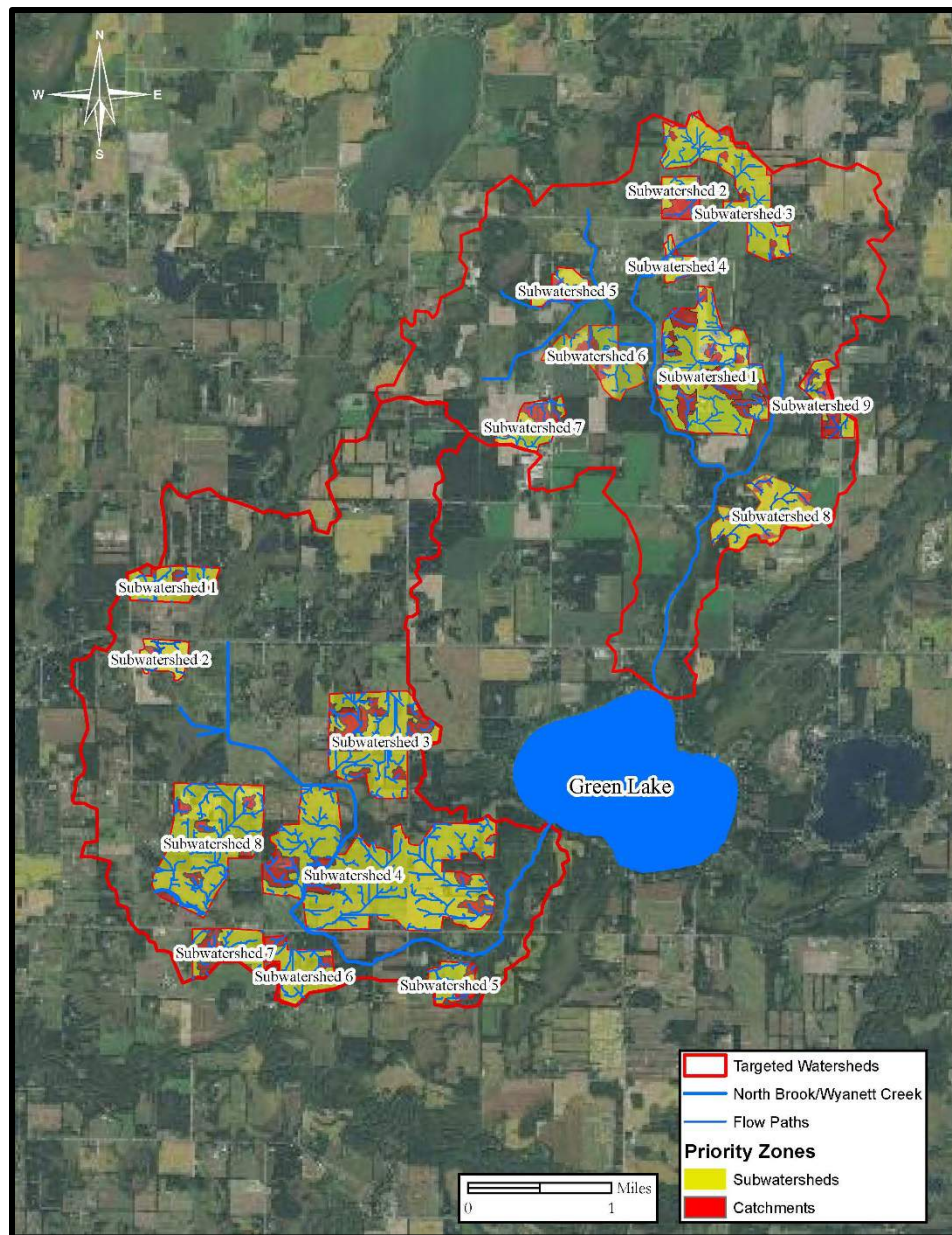 N
W E
S
Subwatershed 2
Subwatershed 3
Subwatershed 4
Subwatershed 5
Subwatershed 6
Subwatershed 1
Subwatershed 9
Subwatershed 7
Subwatershed 8
Subwatershed 1
Subwatershed 2
Subwatershed 3
Green Lake
Subwatershed 8
Subwatershed 4
Subwatershed 7
Subwatershed 6
Subwatershed 5
Targeted Watersheds
North Brook/Wyanett Creek
Flow Paths
Priority Zones
Subwatersheds
Catchments
Miles
0 1